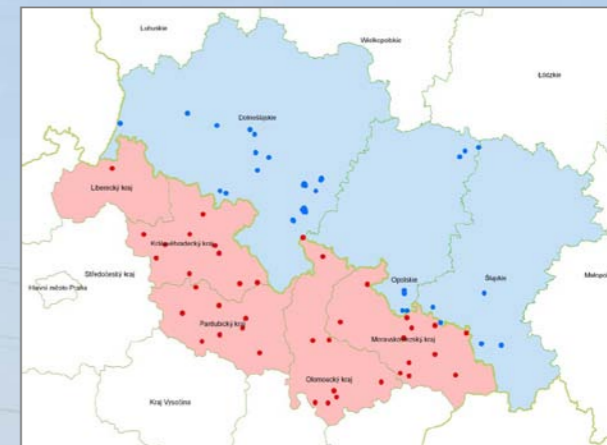 Lubuskie
Wielkopolskie
Łódzkie
Dolnośląskie
Liberecký kraj
Královéhradecký kraj
Středočeský kraj
Hlavní město Praha
Opolskie
Śląskie
Małopol
Pardubický kraj
Moravskoslezský kraj
Olomoucký kraj
Kraj Vysočina